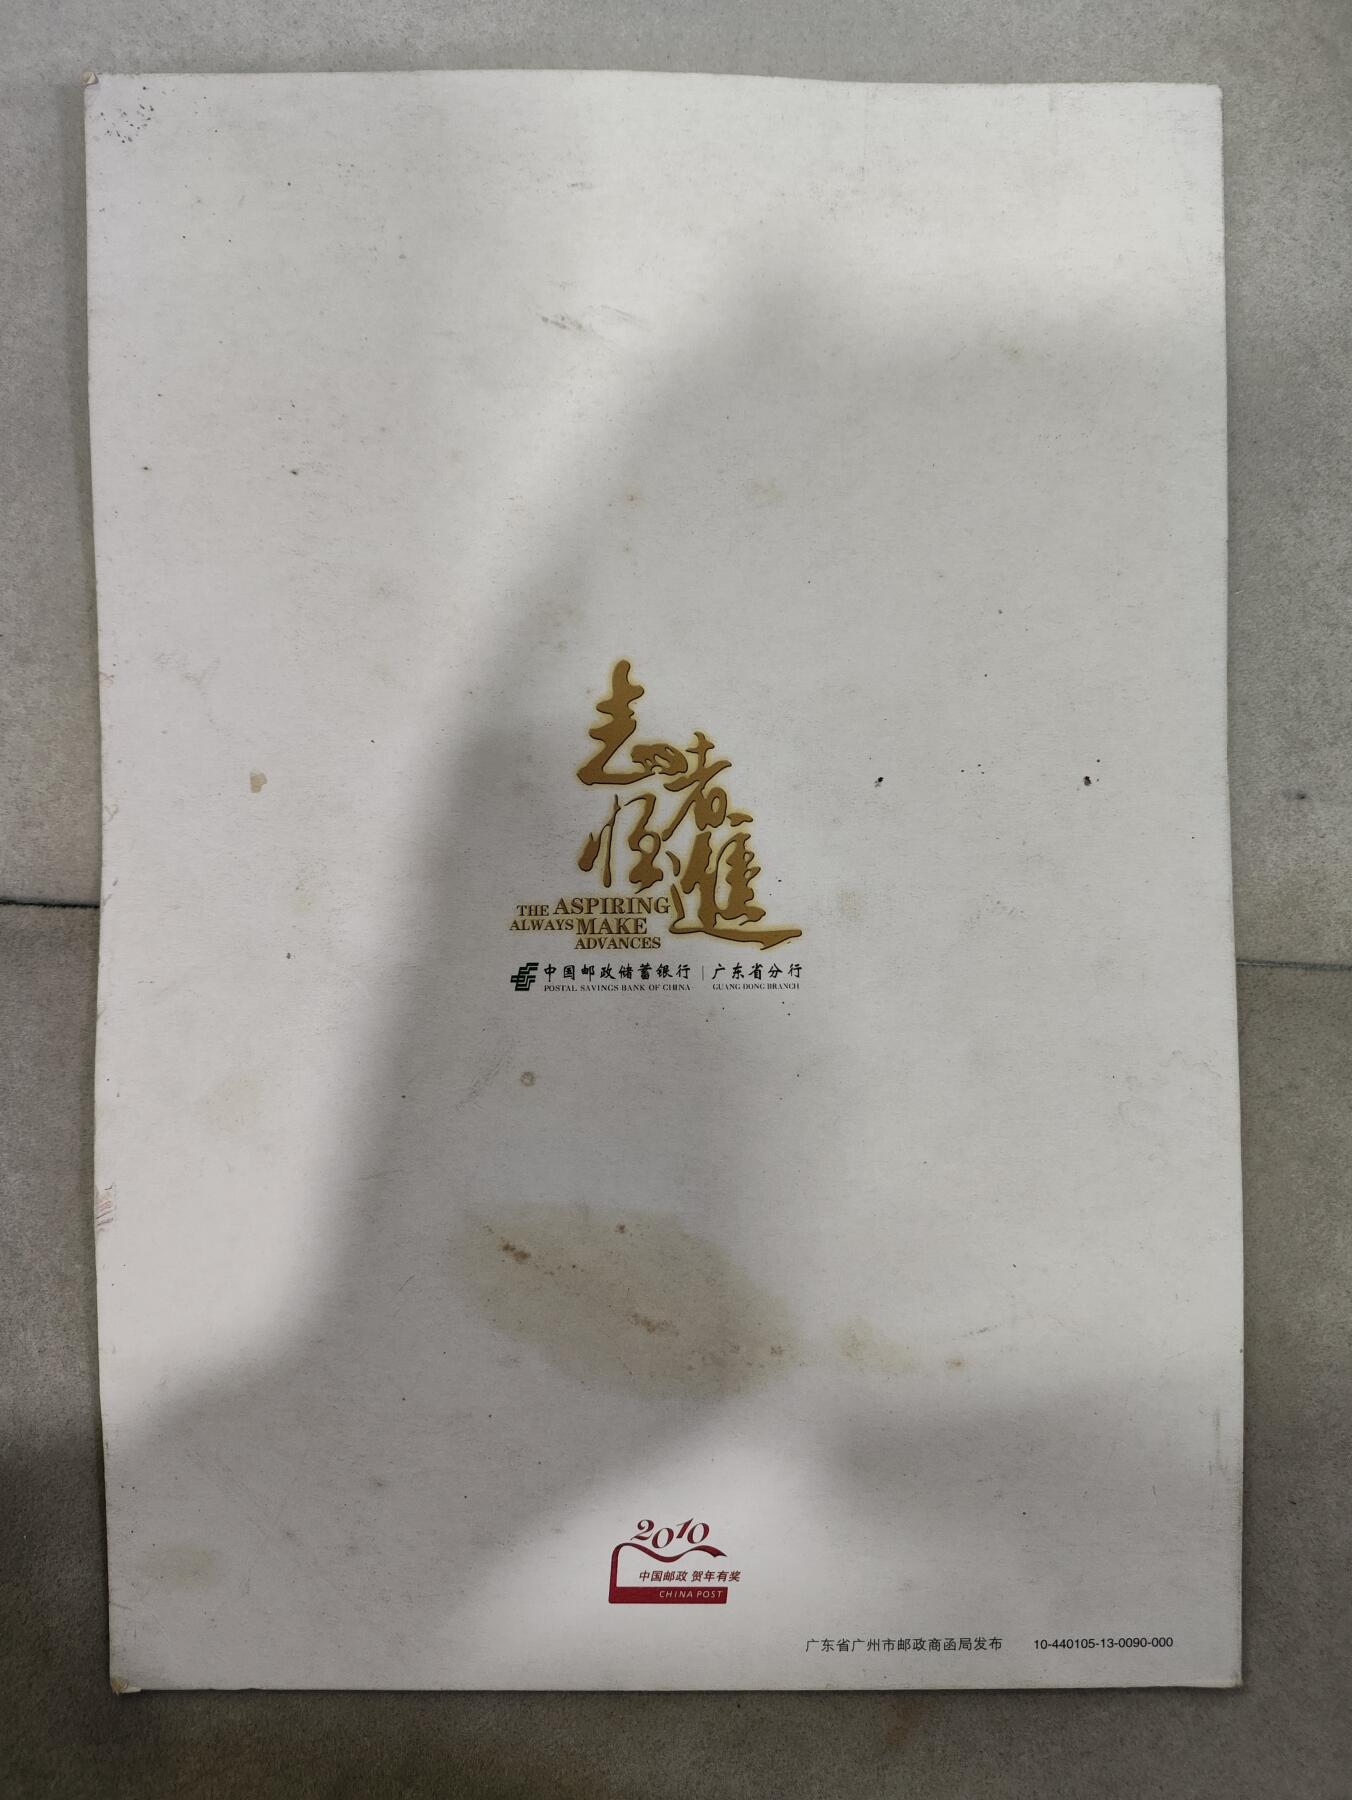 志者恒進
THE ASPIRING
ALWAYS MAKE
ADVANCES
中国邮政储蓄银行 | 广东省分行
POSTAL SAVINGS BANK OF CHINA GUANG DONG BRANCH
2010
中国邮政 贺年有奖
CHINA POST
广东省广州市邮政商函局发布 10-440105-13-0090-000